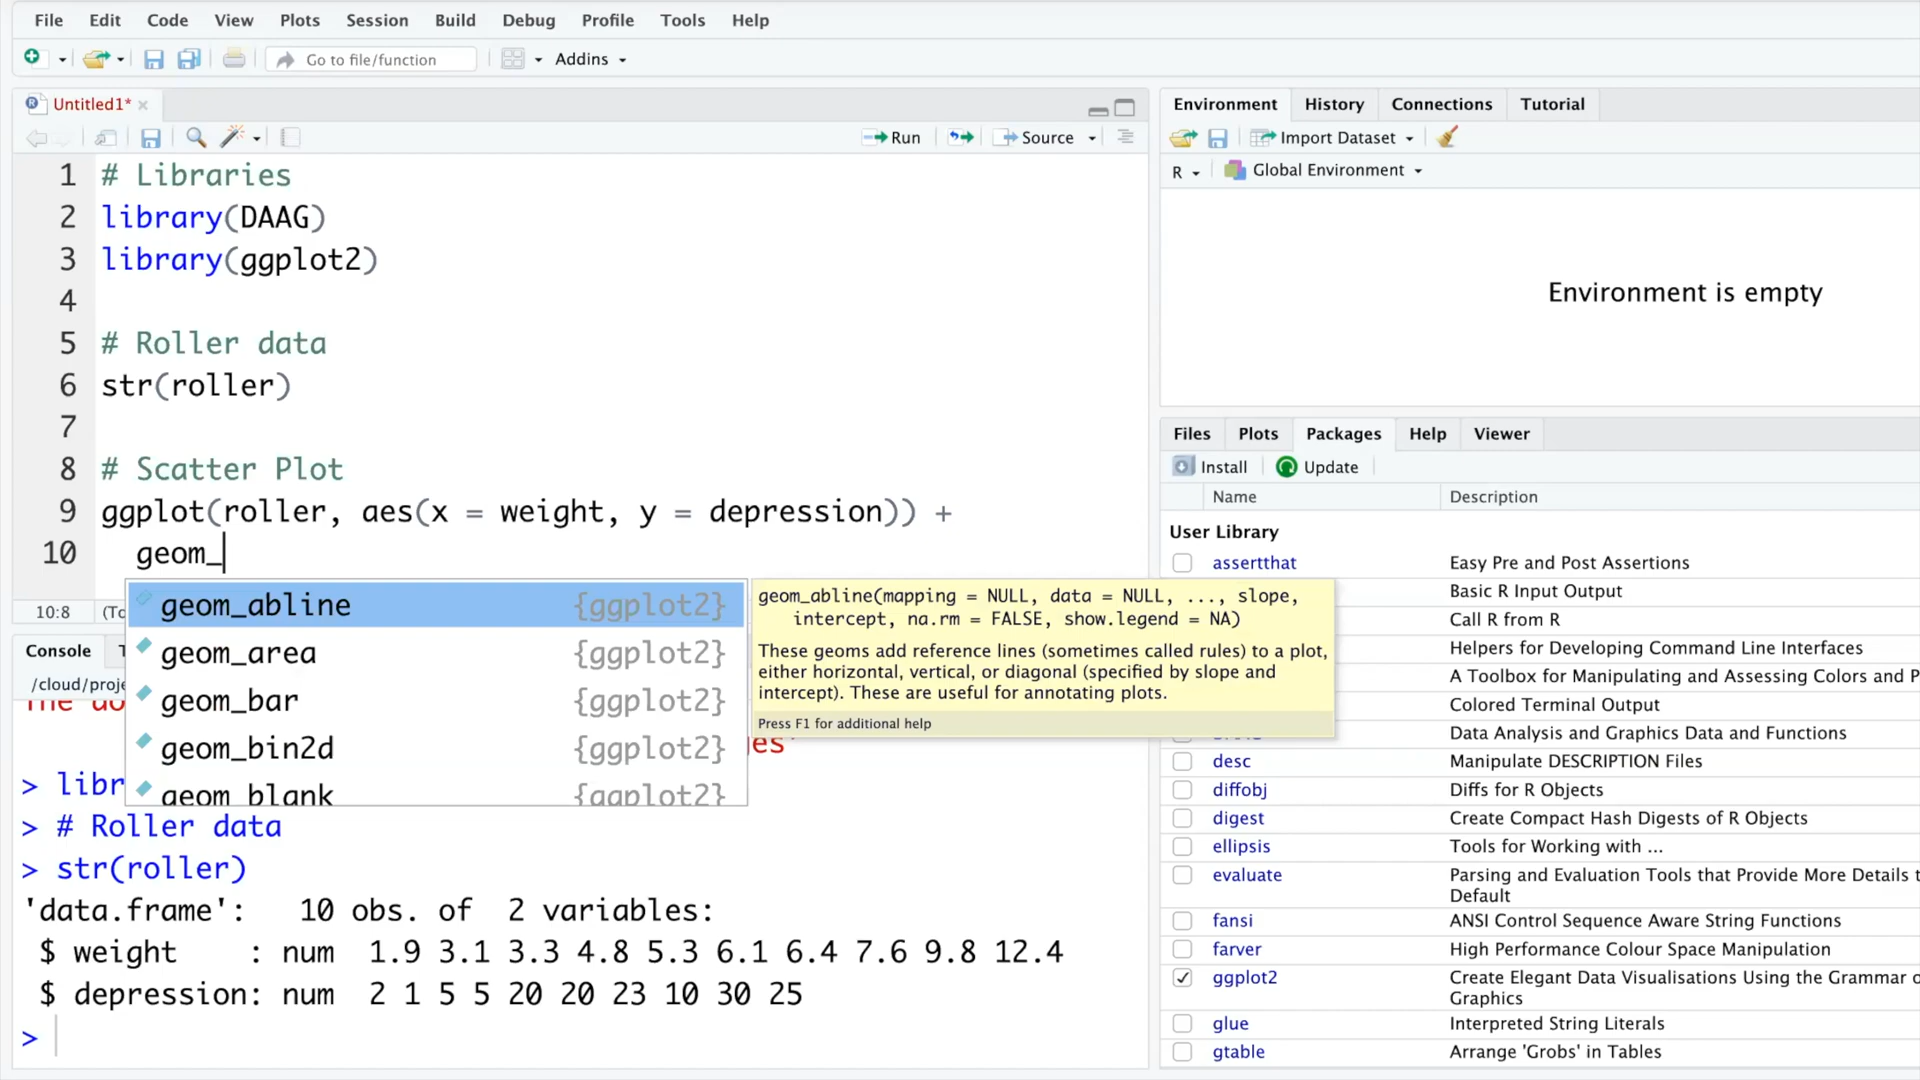 File Edit Code View Plots Session Build Debug Profile Tools Help
Go to file/function Addins
Untitled1*
Run Source
1 # Libraries
2 library(DAAG)
3 library(ggplot2)
4
5 # Roller data
6 str(roller)
7
8 # Scatter Plot
9 ggplot(roller, aes(x = weight, y = depression)) +
10 geom_
geom_abline {ggplot2}
geom_area {ggplot2}
geom_bar {ggplot2}
geom_bin2d {ggplot2}
geom_blank {ggplot2}
geom_abline(mapping = NULL, data = NULL, ..., slope,
intercept, na.rm = FALSE, show.legend = NA)
These geoms add reference lines (sometimes called rules) to a plot,
either horizontal, vertical, or diagonal (specified by slope and
intercept). These are useful for annotating plots.
Press F1 for additional help
10:8 (To
Console
/cloud/proje
es'
> libr
> # Roller data
> str(roller)
'data.frame': 10 obs. of 2 variables:
$ weight : num 1.9 3.1 3.3 4.8 5.3 6.1 6.4 7.6 9.8 12.4
$ depression: num 2 1 5 5 20 20 23 10 30 25
>
Environment History Connections Tutorial
Import Dataset
R Global Environment
Environment is empty
Files Plots Packages Help Viewer
Install Update
Name Description
User Library
assertthat Easy Pre and Post Assertions
Basic R Input Output
Call R from R
Helpers for Developing Command Line Interfaces
A Toolbox for Manipulating and Assessing Colors and P
Colored Terminal Output
Data Analysis and Graphics Data and Functions
desc Manipulate DESCRIPTION Files
diffobj Diffs for R Objects
digest Create Compact Hash Digests of R Objects
ellipsis Tools for Working with ...
evaluate Parsing and Evaluation Tools that Provide More Details t
Default
fansi ANSI Control Sequence Aware String Functions
farver High Performance Colour Space Manipulation
ggplot2 Create Elegant Data Visualisations Using the Grammar o
Graphics
glue Interpreted String Literals
gtable Arrange 'Grobs' in Tables